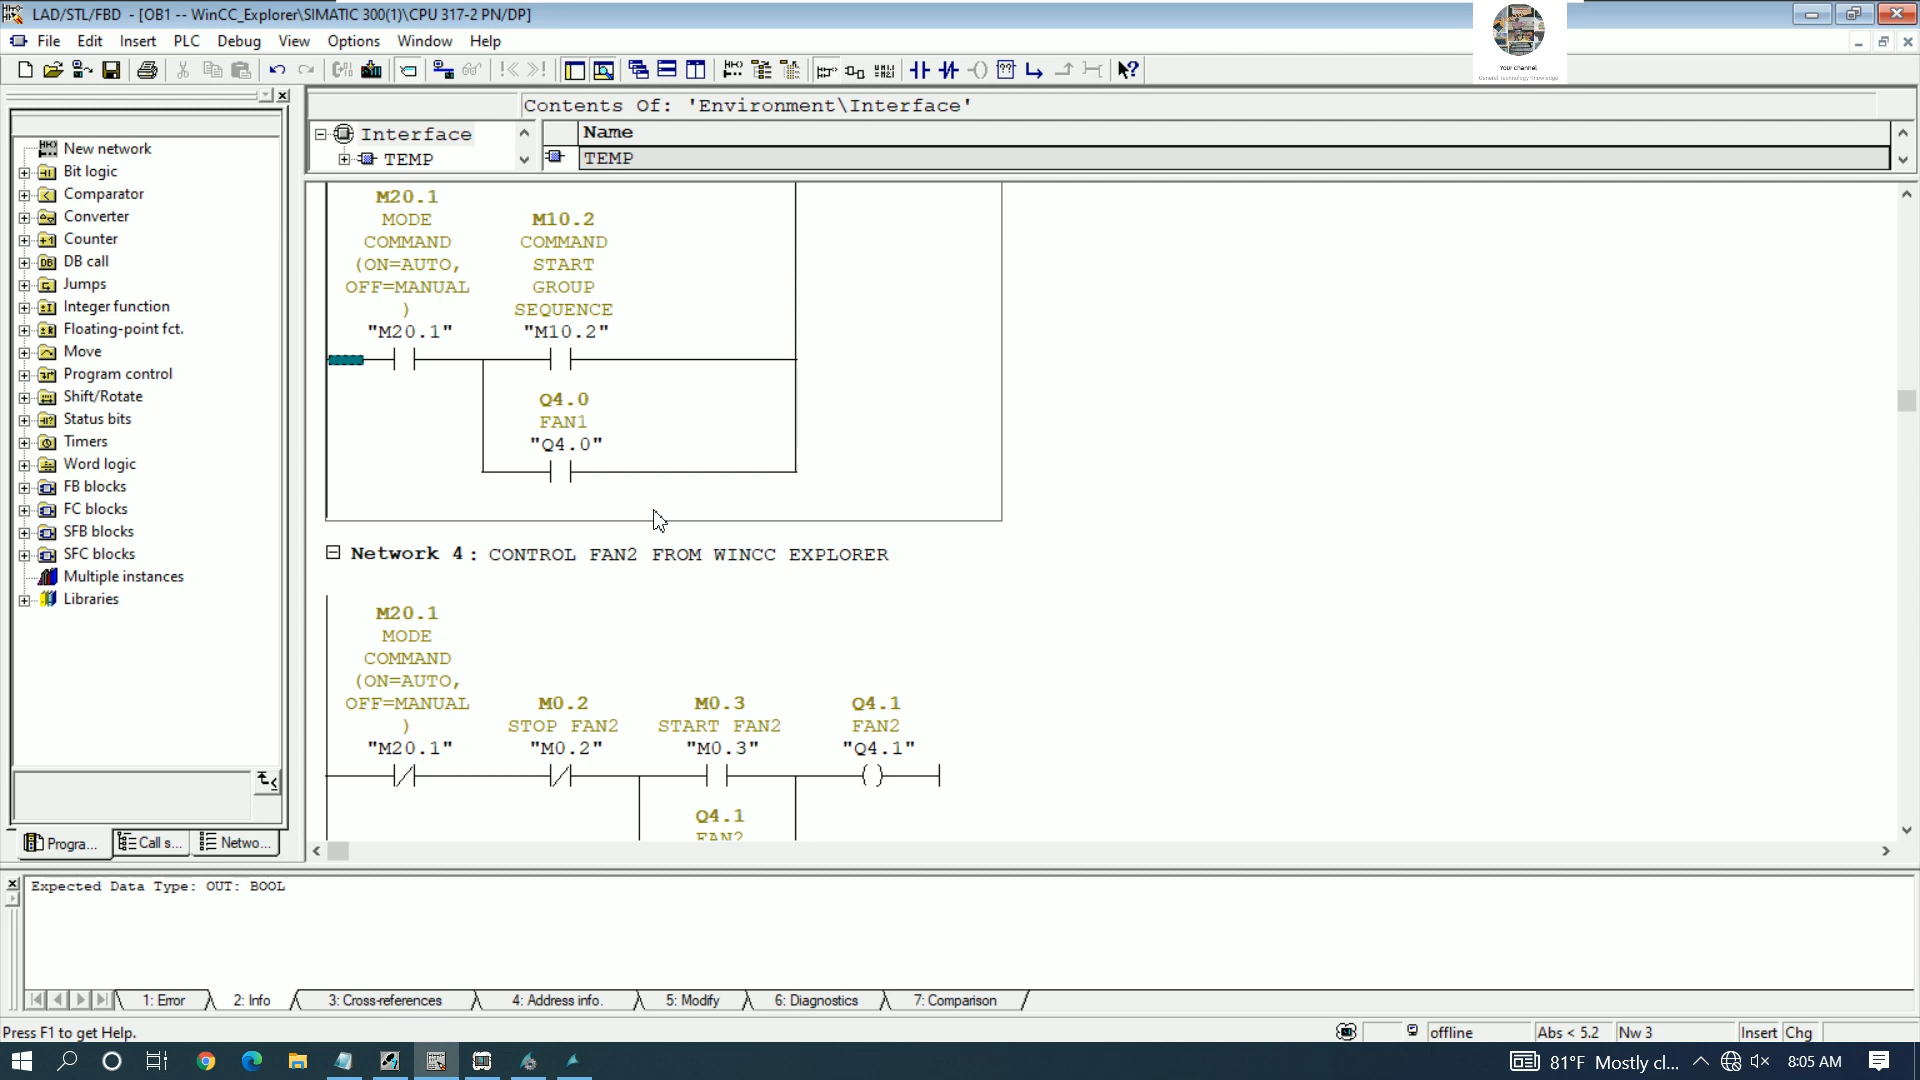 LAD/STL/FBD - [OB1 -- WinCC_Explorer\SIMATIC 300(1)\CPU 317-2 PN/DP]
File Edit Insert PLC Debug View Options Window Help
Your channel
General Technology Knowledge
Contents Of: 'Environment\Interface'
Interface
TEMP
Name
TEMP
New network
Bit logic
Comparator
Converter
Counter
DB call
Jumps
Integer function
Floating-point fct.
Move
Program control
Shift/Rotate
Status bits
Timers
Word logic
FB blocks
FC blocks
SFB blocks
SFC blocks
Multiple instances
Libraries
Progra... Call s... Netwo...
M20.1
MODE
COMMAND
(ON=AUTO,
OFF=MANUAL
)
"M20.1"
M10.2
COMMAND
START
GROUP
SEQUENCE
"M10.2"
Q4.0
FAN1
"Q4.0"
Network 4: CONTROL FAN2 FROM WINCC EXPLORER
M20.1
MODE
COMMAND
(ON=AUTO,
OFF=MANUAL
)
"M20.1"
M0.2
STOP FAN2
"M0.2"
M0.3
START FAN2
"M0.3"
Q4.1
FAN2
"Q4.1"
Q4.1
FAN2
Expected Data Type: OUT: BOOL
1: Error 2: Info 3: Cross-references 4: Address info. 5: Modify 6: Diagnostics 7: Comparison
Press F1 to get Help.
offline Abs < 5.2 Nw 3 Insert Chg
81°F Mostly cl... 8:05 AM